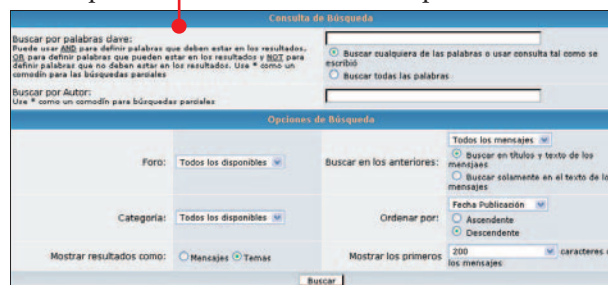 Consulta de Búsqueda
Buscar por palabras clave:
Puede usar AND para definir palabras que deben estar en los resultados,
OR para definir palabras que pueden estar en los resultados y NOT para
definir palabras que no deben estar en los resultados. Use * como un
comodín para las búsquedas parciales
Buscar cualquiera de las palabras o usar consulta tal como se
escribió
Buscar todas las palabras
Buscar por Autor:
Use * como un comodín para búsquedas parciales
Opciones de Búsqueda
Foro: Todos los disponibles
Buscar en los anteriores: Todos los mensajes
Buscar en títulos y texto de los
mensjaes
Buscar solamente en el texto de los
mensajes
Categoría: Todos los disponibles
Ordenar por: Fecha Publicación
Ascendente
Descendente
Mostrar resultados como: Mensajes Temas
Mostrar los primeros 200 caracteres
los mensajes
Buscar